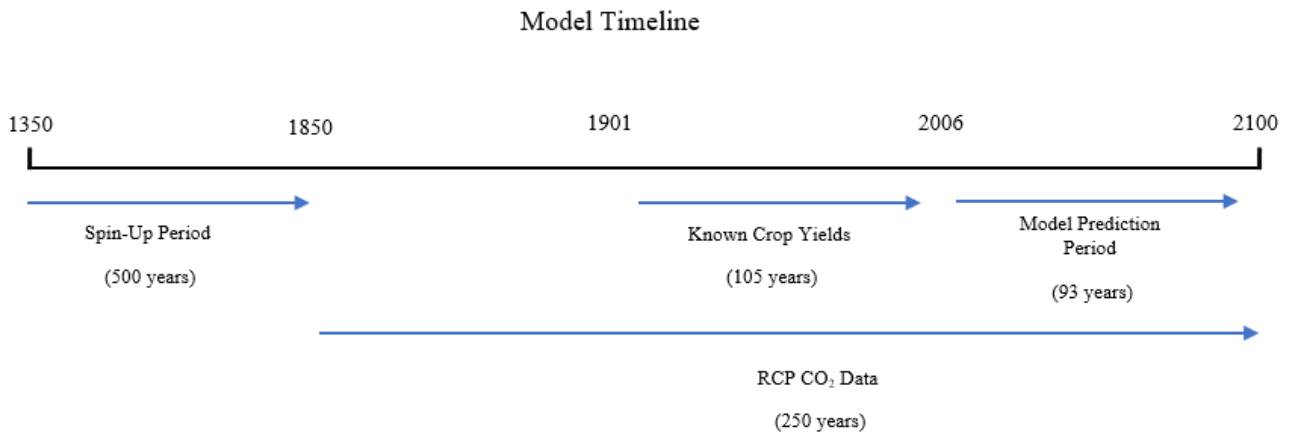 Model Timeline
1350
1850
1901
2006
2100
Spin-Up Period
(500 years)
Known Crop Yields
(105 years)
Model Prediction
Period
(93 years)
RCP CO₂ Data
(250 years)